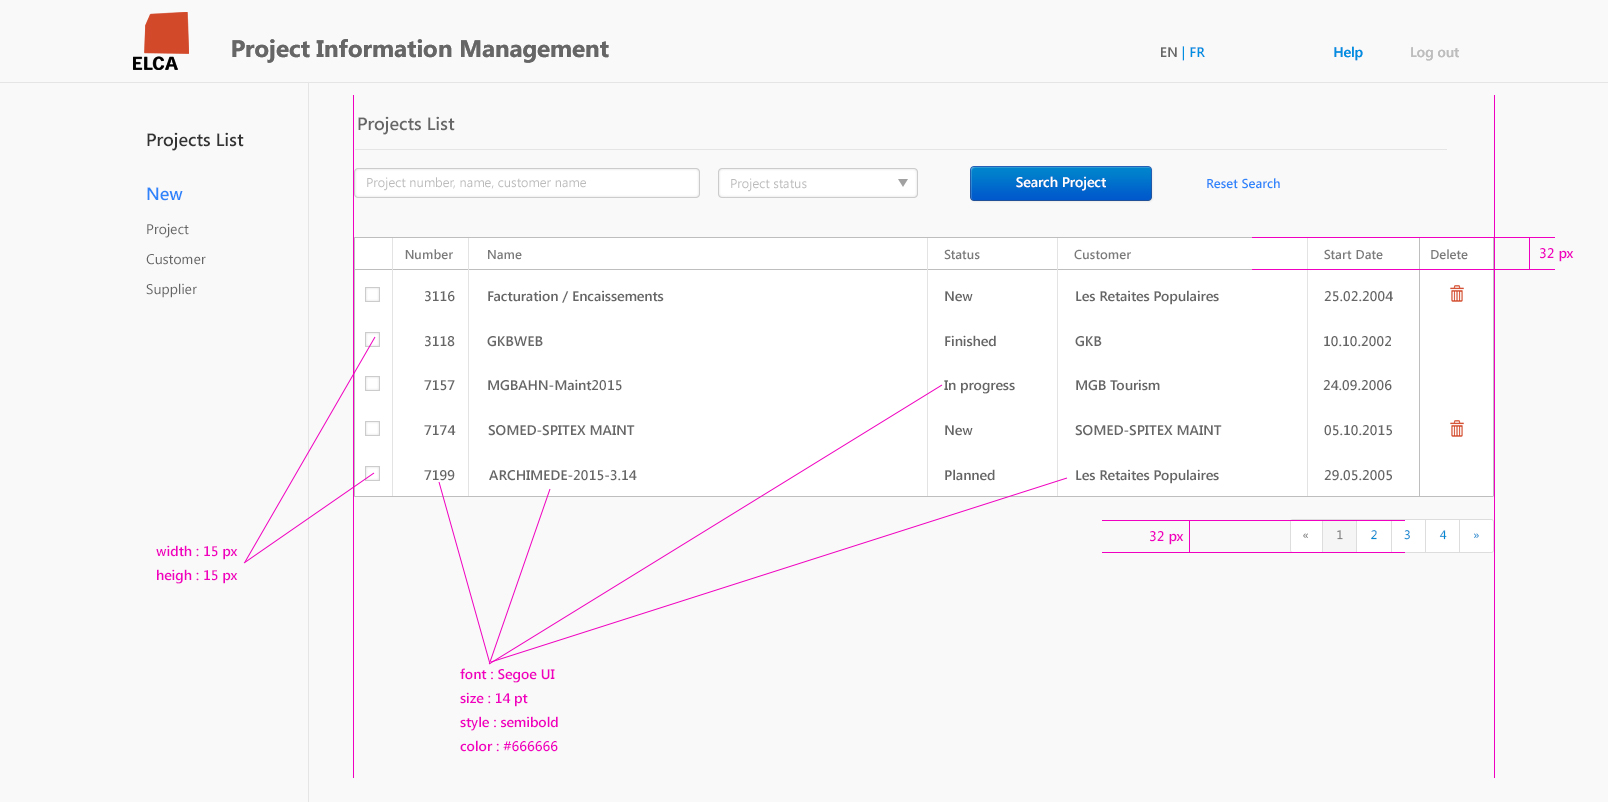 ELCA
Project Information Management
EN | FR
Help
Log out
Projects List
New
Project
Customer
Supplier
Projects List
Project number, name, customer name
Project status
Search Project
Reset Search
Number Name Status Customer Start Date Delete
32 px
3116 Facturation / Encaissements New Les Retaites Populaires 25.02.2004
3118 GKBWEB Finished GKB 10.10.2002
7157 MGBAHN-Maint2015 In progress MGB Tourism 24.09.2006
7174 SOMED-SPITEX MAINT New SOMED-SPITEX MAINT 05.10.2015
7199 ARCHIMEDE-2015-3.14 Planned Les Retaites Populaires 29.05.2005
32 px
« 1 2 3 4 »
width : 15 px
heigh : 15 px
font : Segoe UI
size : 14 pt
style : semibold
color : #666666